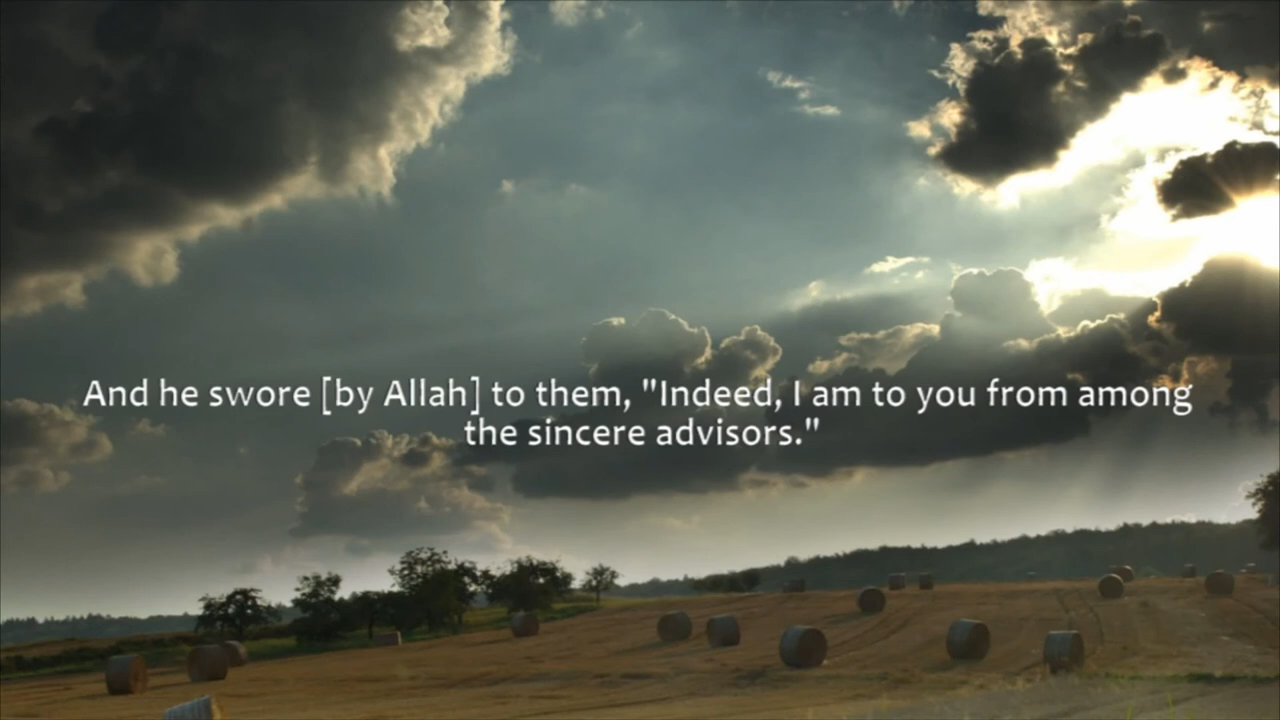 And he swore [by Allah] to them, "Indeed, I am to you from among
the sincere advisors."